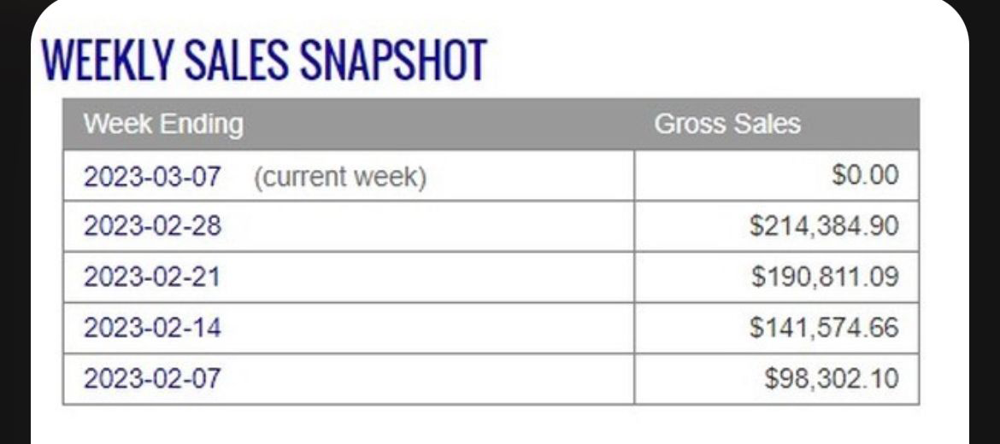 WEEKLY SALES SNAPSHOT
Week Ending Gross Sales
2023-03-07 (current week) $0.00
2023-02-28 $214,384.90
2023-02-21 $190,811.09
2023-02-14 $141,574.66
2023-02-07 $98,302.10